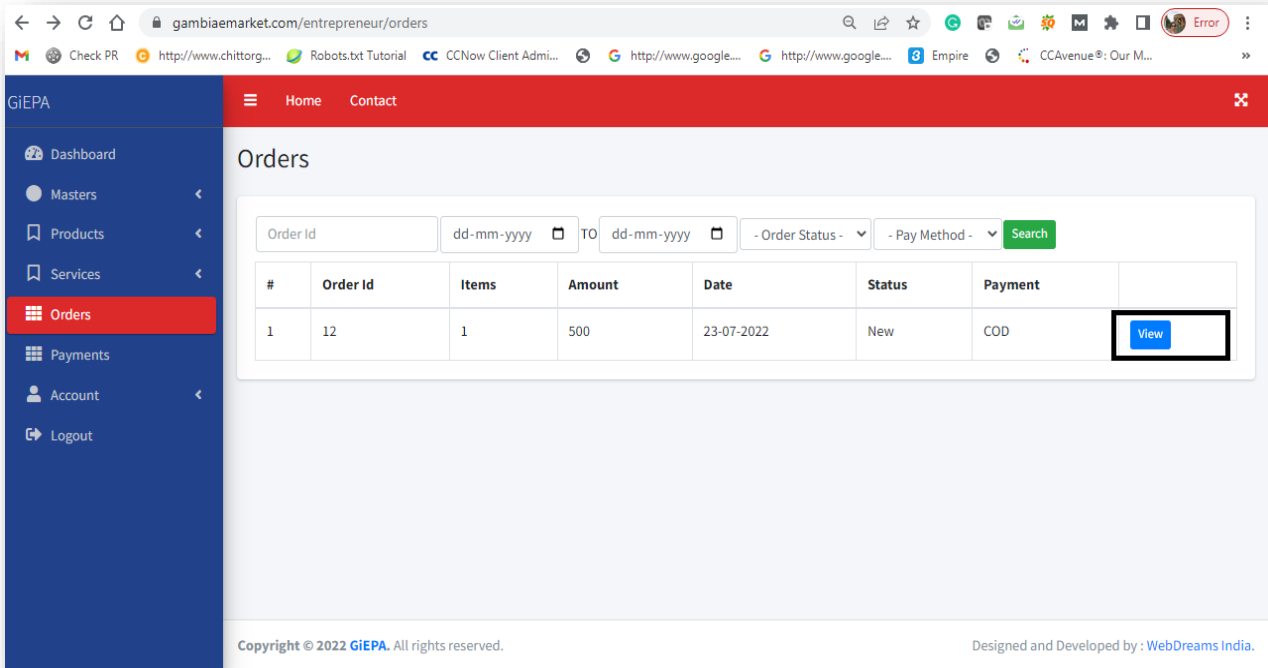 gambiaemarket.com/entrepreneur/orders
Error
Check PR http://www.chittorg... Robots.txt Tutorial CCNow Client Admi... http://www.google.... http://www.google.... Empire CCAvenue®: Our M... »
GiEPA
Home Contact
Dashboard
Masters
Products
Services
Orders
Payments
Account
Logout
Orders
Order Id dd-mm-yyyy TO dd-mm-yyyy - Order Status - - Pay Method - Search
# Order Id Items Amount Date Status Payment
1 12 1 500 23-07-2022 New COD View
Copyright © 2022 GiEPA. All rights reserved. Designed and Developed by : WebDreams India.